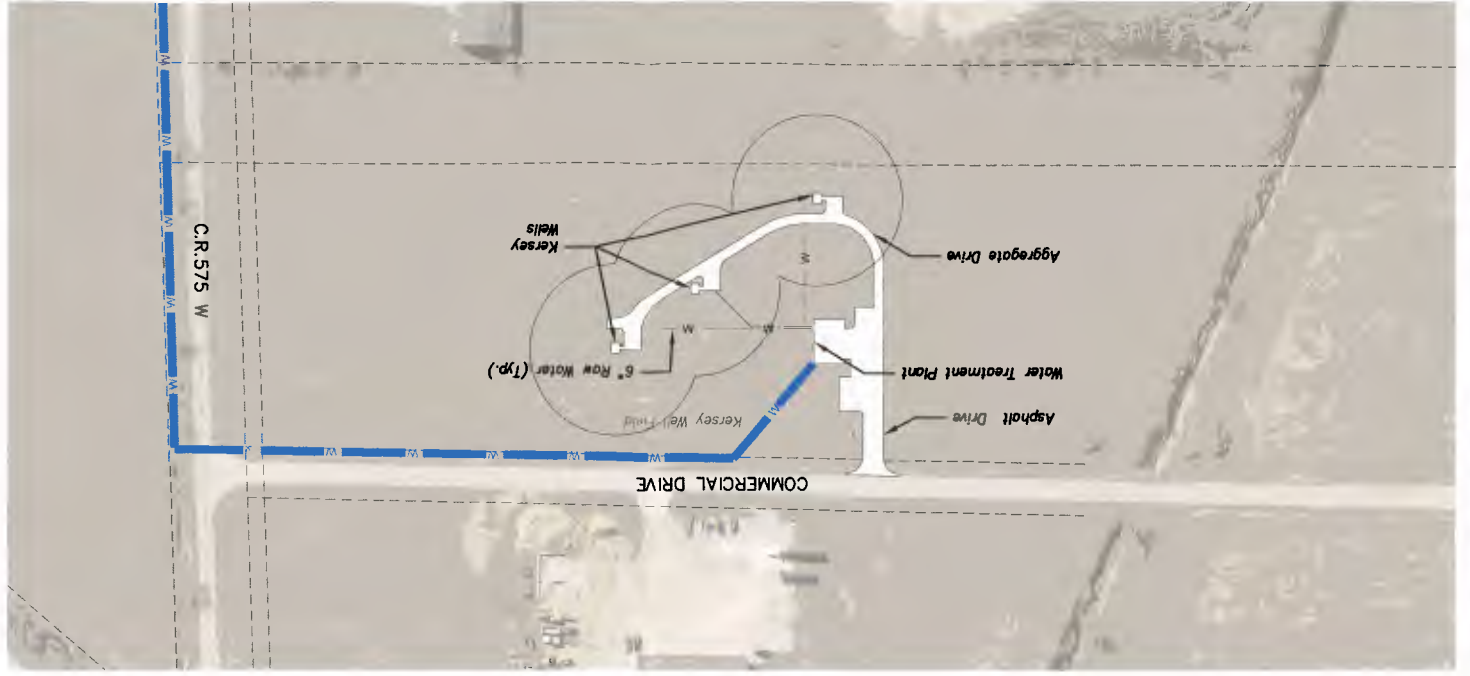 COMMERCIAL DRIVE
W
W
W
W
W
W
Asphalt Drive
Kersey Well Field
W
Water Treatment Plant
6" Raw Water (Typ.)
W
W
W
W
Aggregate Drive
Kersey
Wells
C.R.575 W
W
W
W
W
W